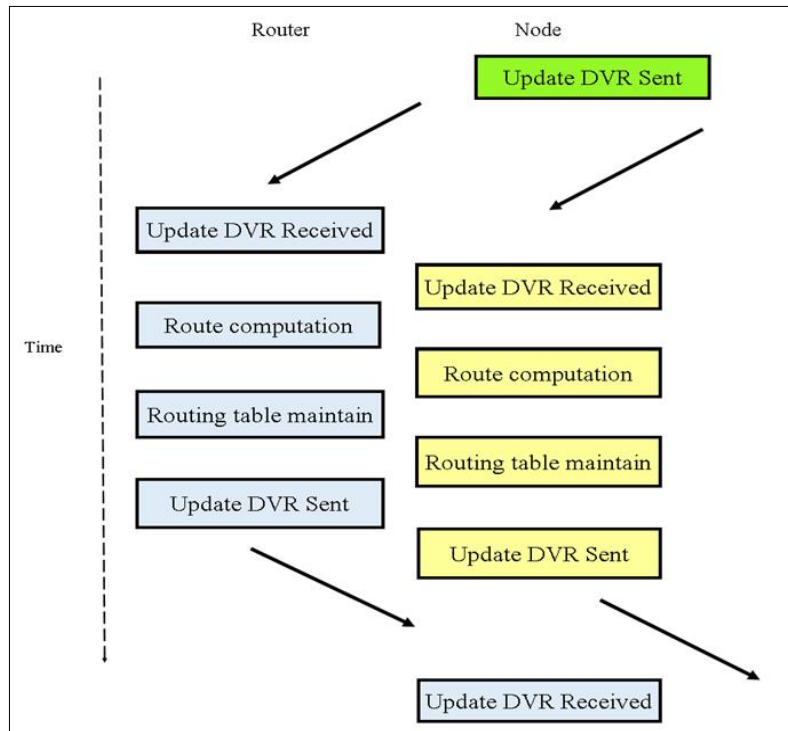 Router
Node
Update DVR Sent
Update DVR Received
Update DVR Received
Route computation
Time
Route computation
Routing table maintain
Routing table maintain
Update DVR Sent
Update DVR Sent
Update DVR Received